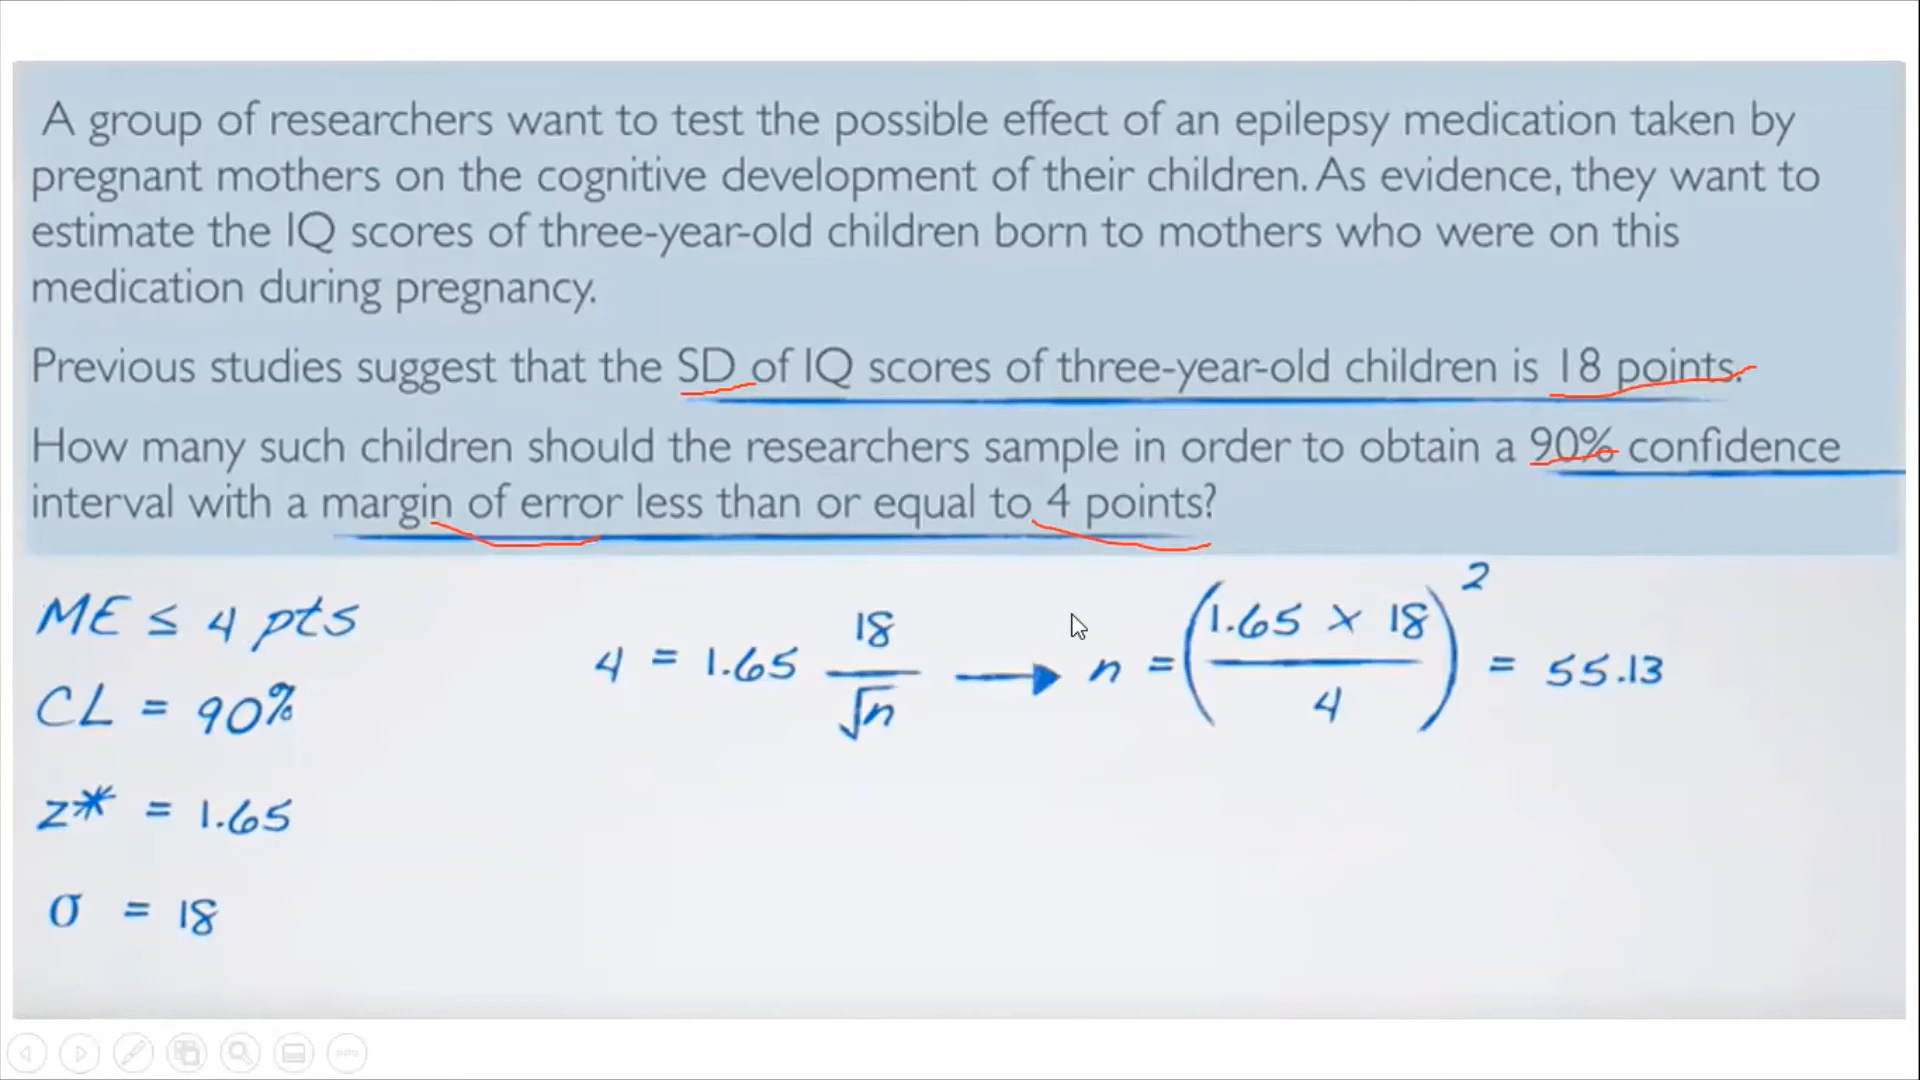 A group of researchers want to test the possible effect of an epilepsy medication taken by
pregnant mothers on the cognitive development of their children. As evidence, they want to
estimate the IQ scores of three-year-old children born to mothers who were on this
medication during pregnancy.
Previous studies suggest that the SD of IQ scores of three-year-old children is 18 points.
How many such children should the researchers sample in order to obtain a 90% confidence
interval with a margin of error less than or equal to 4 points?
ME ≤ 4 pts
CL = 90%
z* = 1.65
σ = 18
4 = 1.65 18/√n → n = (1.65 × 18 / 4)² = 55.13